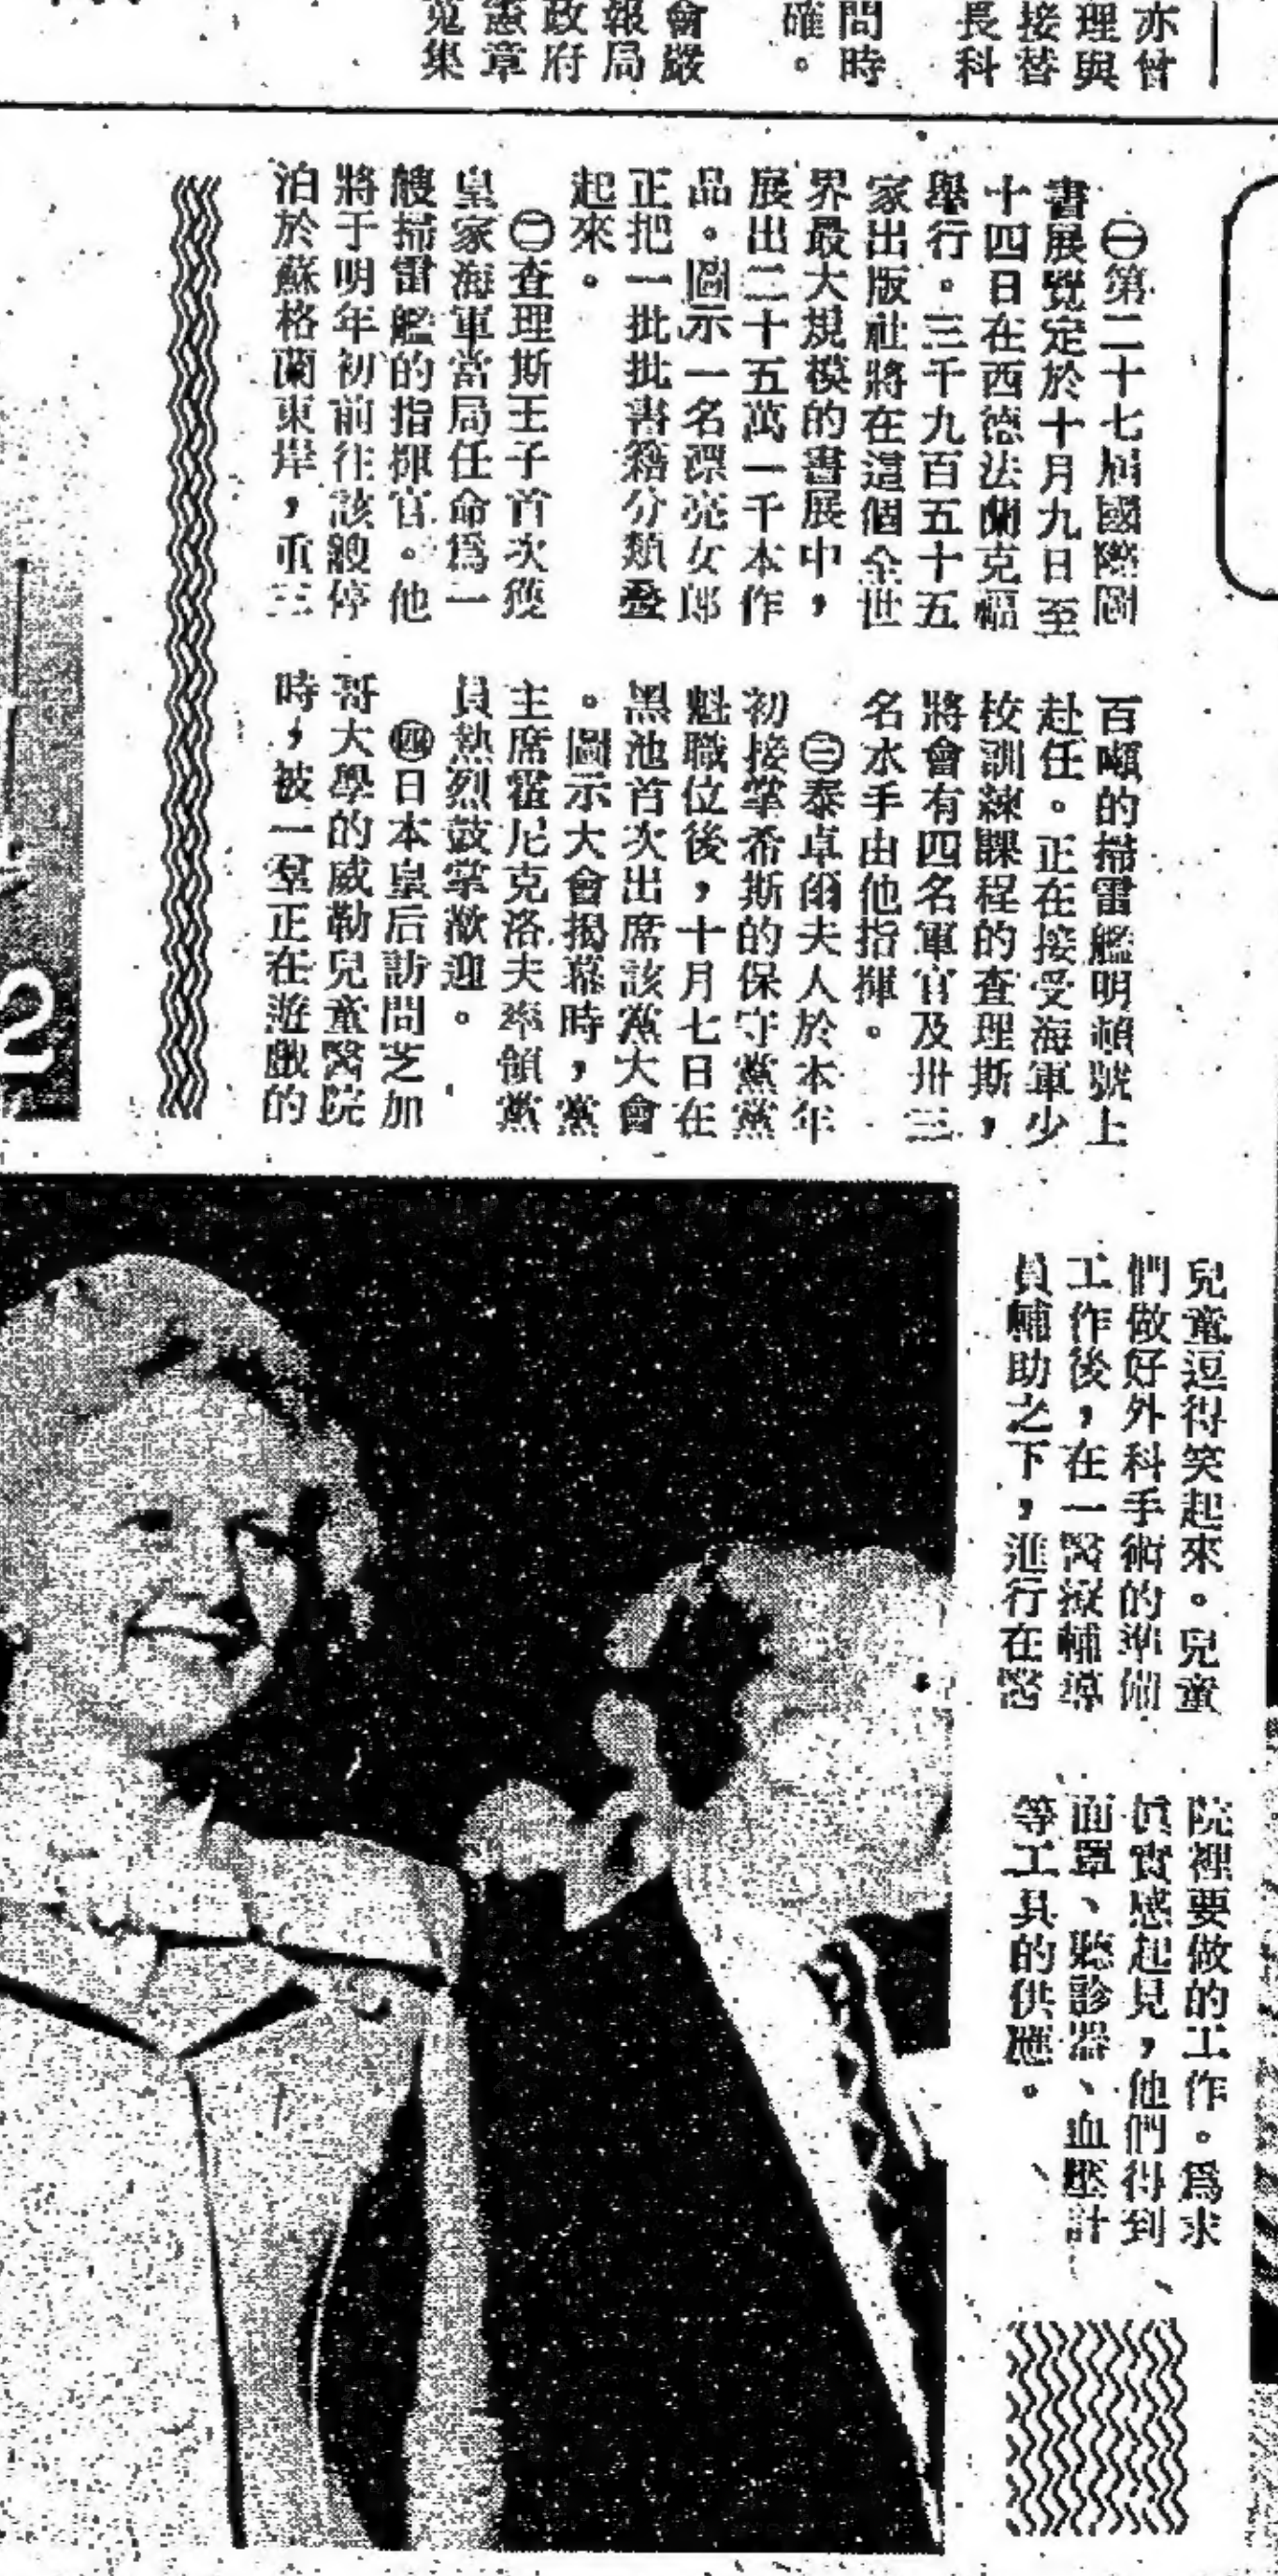 亦曾
理與
接替
長科
問時
確。
會嚴
報局
政府
憲章
蒐集
㊀第二十七屆國際圖
書展覽定於十月九日至
十四日在西德法蘭克福
舉行。三千九百五十五
家出版社將在這個全世
界最大規模的書展中，
展出二十五萬一千本作
品。圖示一名漂亮女郎
正把一批批書籍分類叠
起來。
㊁查理斯王子首次獲
皇家海軍當局任命爲一
艘掃雷艦的指揮官。他
將于明年初前往該艘停
泊於蘇格蘭東岸，重三
百噸的掃雷艦明頓號上
赴任。正在接受海軍少
校訓練課程的查理斯，
將會有四名軍官及卅三
名水手由他指揮。
㊂泰卓爾夫人於本年
初接掌希斯的保守黨黨
魁職位後，十月七日在
黑池首次出席該黨大會
。圖示大會揭幕時，黨
主席霍尼克洛夫率領黨
員熱烈鼓掌歡迎。
㊃日本皇后訪問芝加
哥大學的威勒兒童醫院
時，被一羣正在遊戲的
兒童逗得笑起來。兒童
們做好外科手術的準備
工作後，在一醫療輔導
員輔助之下，進行在醫
院裡要做的工作。爲求
眞實感起見，他們得到
面罩、聽診器、血壓計
等工具的供應。
2